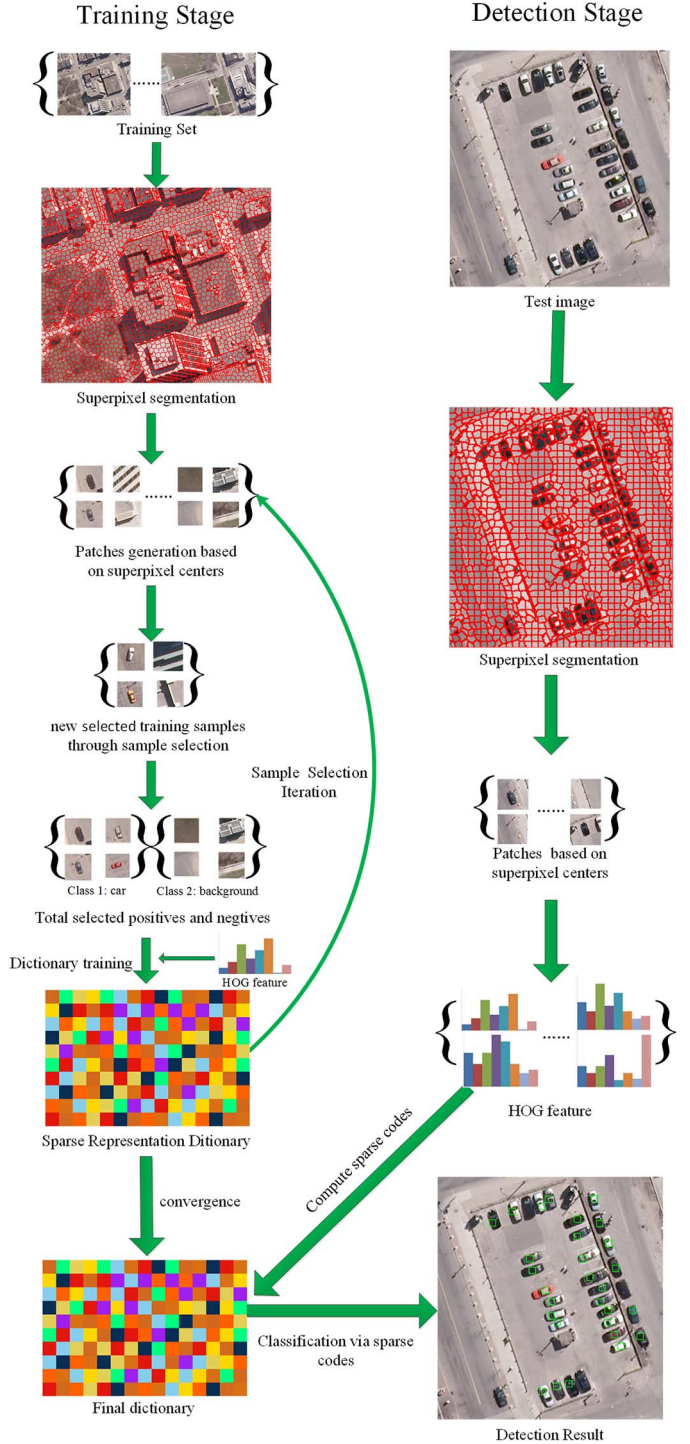 Training Stage
Training Set
Superpixel segmentation
Patches generation based
on superpixel centers
new selected training samples
through sample selection
Sample Selection
Iteration
Class 1: car
Class 2: background
Total selected positives and negtives
Dictionary training
HOG feature
Sparse Representation Ditionary
convergence
Final dictionary
Detection Stage
Test image
Superpixel segmentation
Patches based on
superpixel centers
HOG feature
Compute sparse codes
Classification via sparse
codes
Detection Result